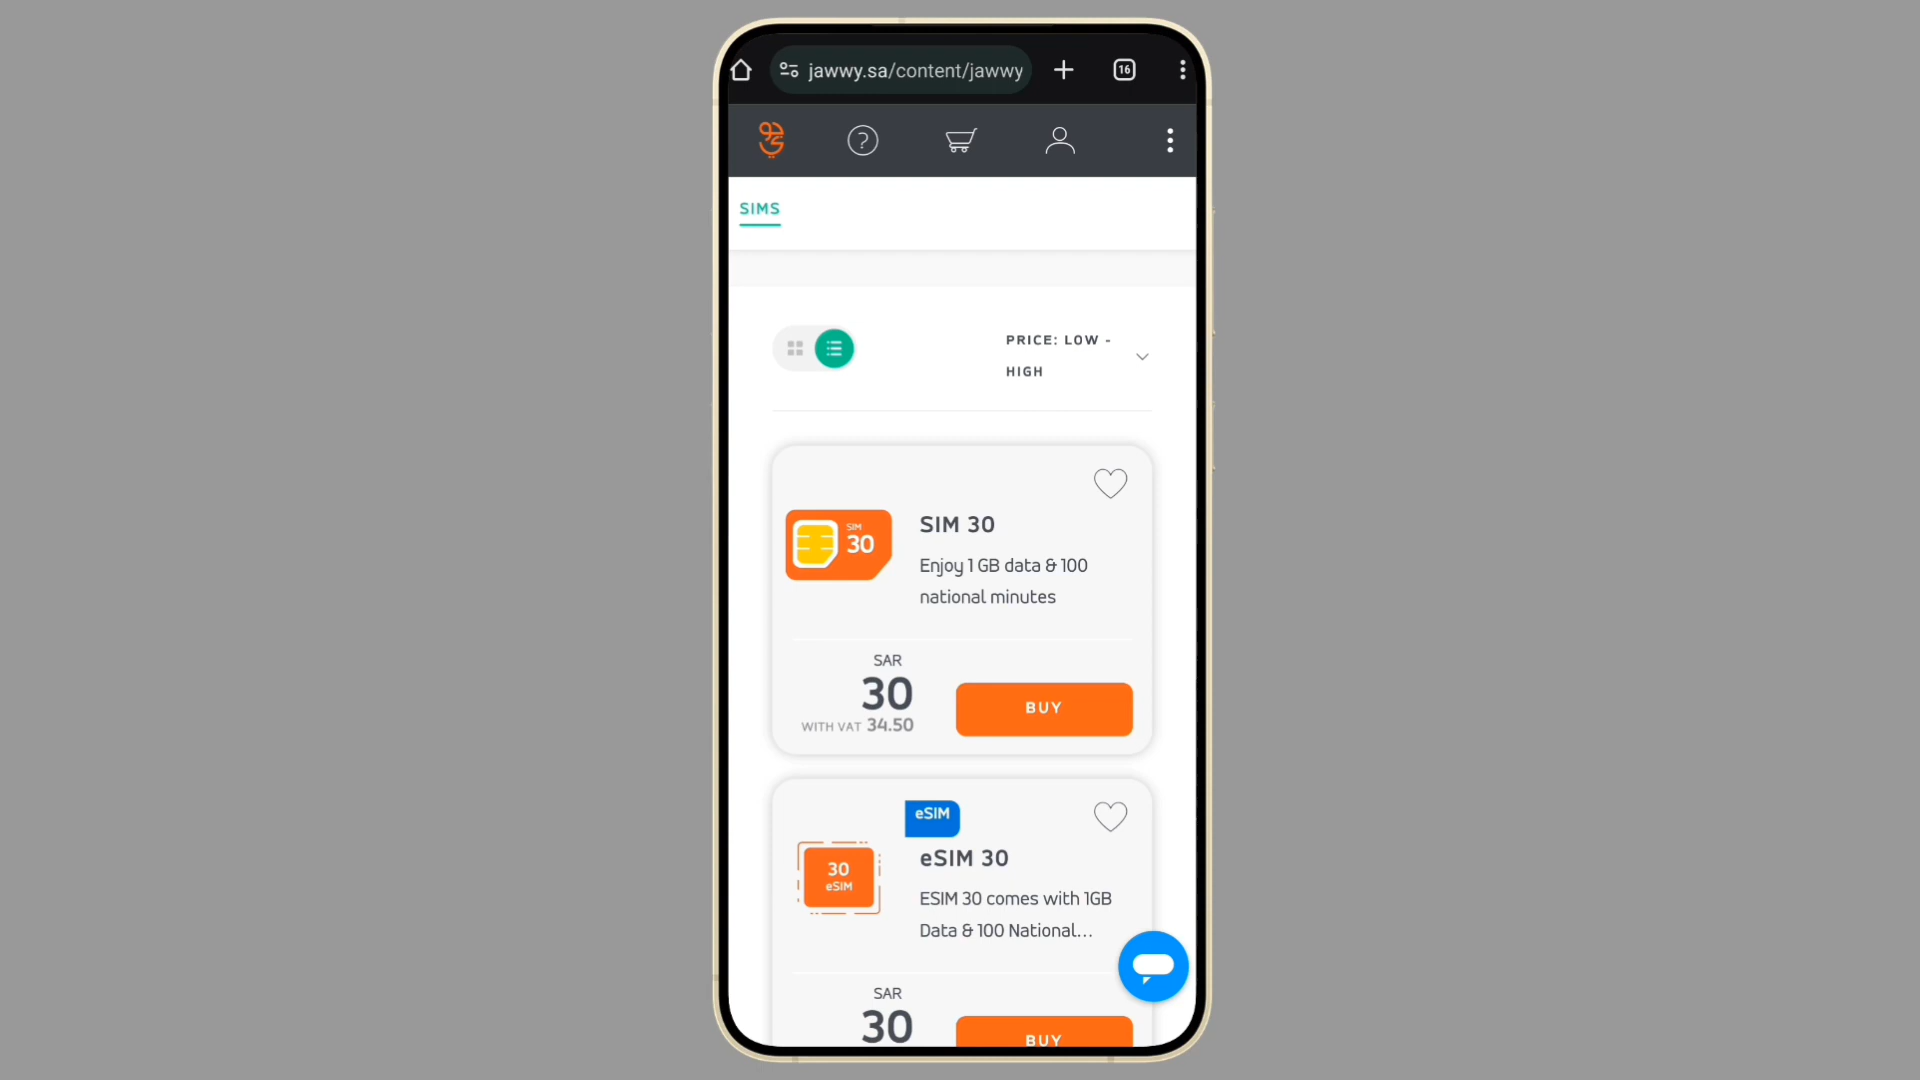 jawwy.sa/content/jawwy
16
SIMS
PRICE: LOW -
HIGH
SIM
30
SIM 30
Enjoy 1 GB data & 100
national minutes
SAR
30
WITH VAT 34.50
BUY
eSIM
30
eSIM
eSIM 30
ESIM 30 comes with 1GB
Data & 100 National...
SAR
30
BUY